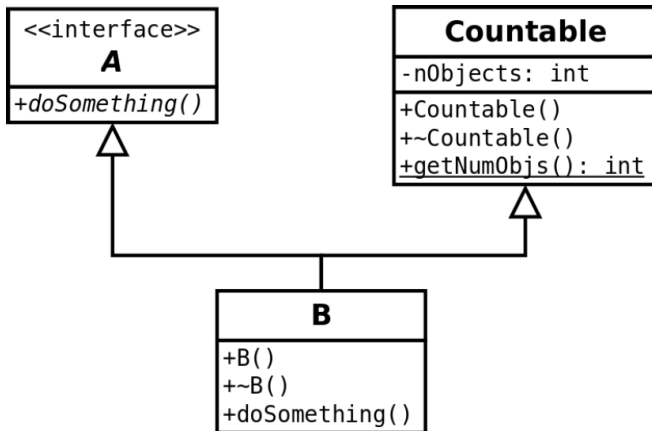 <<interface>>
A
+doSomething()
Countable
-nObjects: int
+Countable()
+~Countable()
+getNumObjs(): int
B
+B()
+~B()
+doSomething()